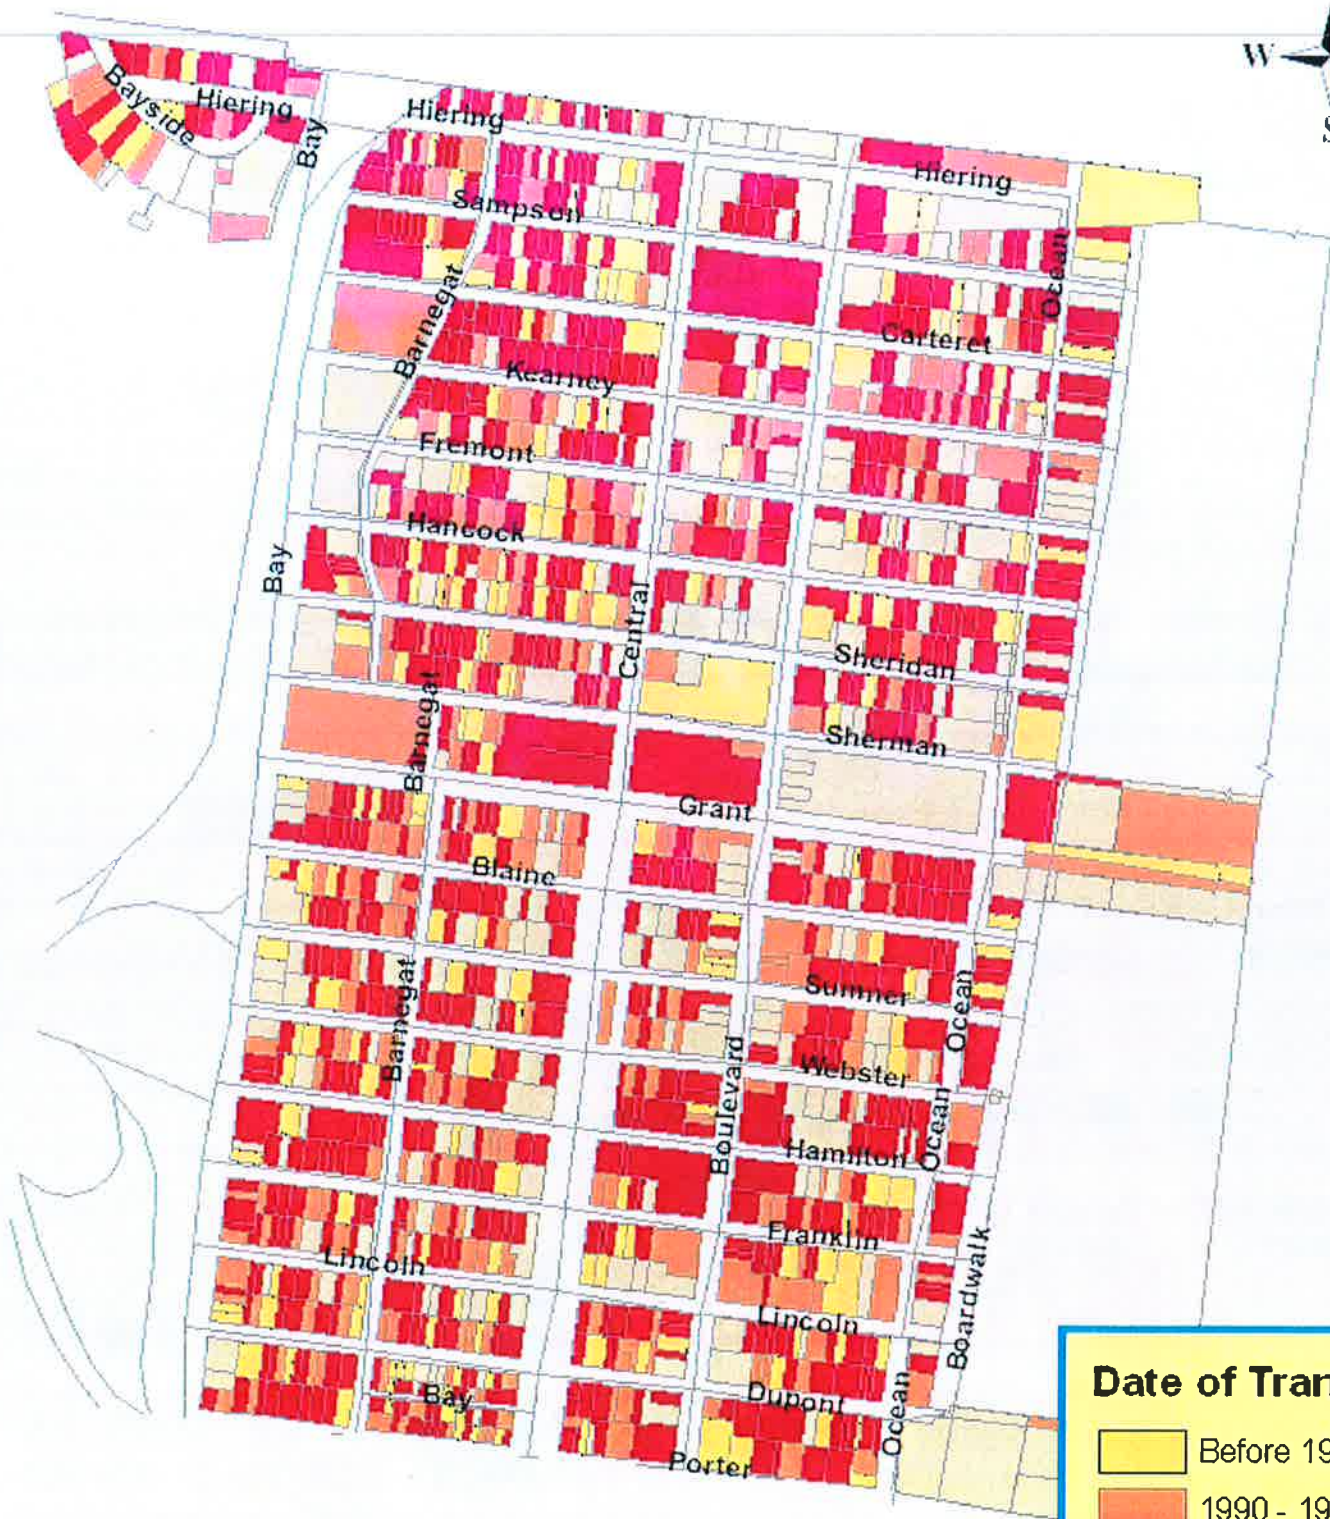 W
S
Bayside
Hiering
Bay
Hiering
Hiering
Sampson
Ocean
Barnegat
Carteret
Kearney
Fremont
Hancock
Bay
Central
Sheridan
Barnegat
Sherman
Grant
Blaine
Barnegat
Sumner
Ocean
Webster
Boulevard
Ocean
Hamilton
Franklin
Lincoln
Boardwalk
Lincoln
Date of Tran
Bay
Dupont
Ocean
Before 19
Porter
1990 - 19